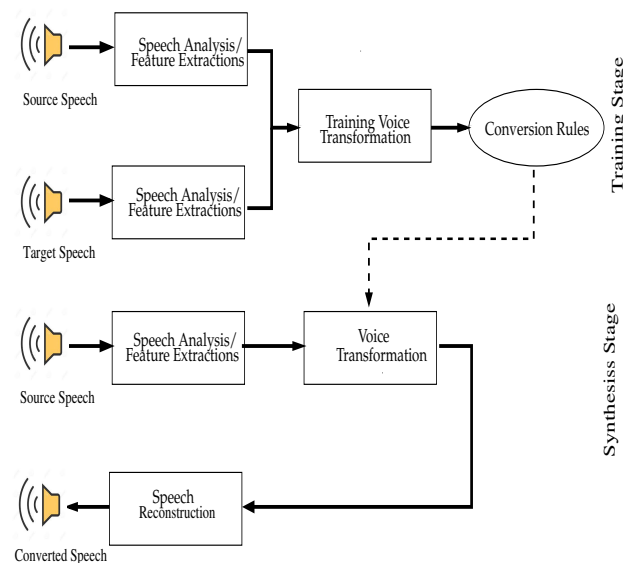 Speech Analysis/
Feature Extractions
Source Speech
Training Voice
Transformation
Conversion Rules
Training Stage
Speech Analysis/
Feature Extractions
Target Speech
Speech Analysis/
Feature Extractions
Voice
Transformation
Source Speech
Synthesiss Stage
Speech
Reconstruction
Converted Speech